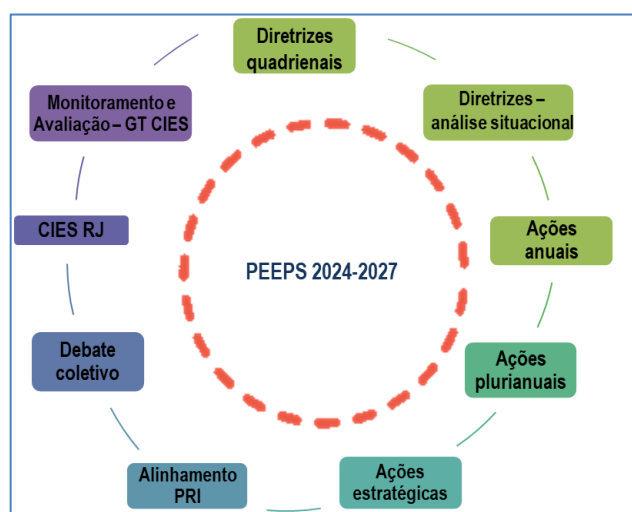 Diretrizes
quadrienais
Diretrizes –
análise situacional
Ações
anuais
Ações
plurianuais
Ações
estratégicas
Alinhamento
PRI
Debate
coletivo
CIES RJ
Monitoramento e
Avaliação – GT CIES
PEEPS 2024-2027